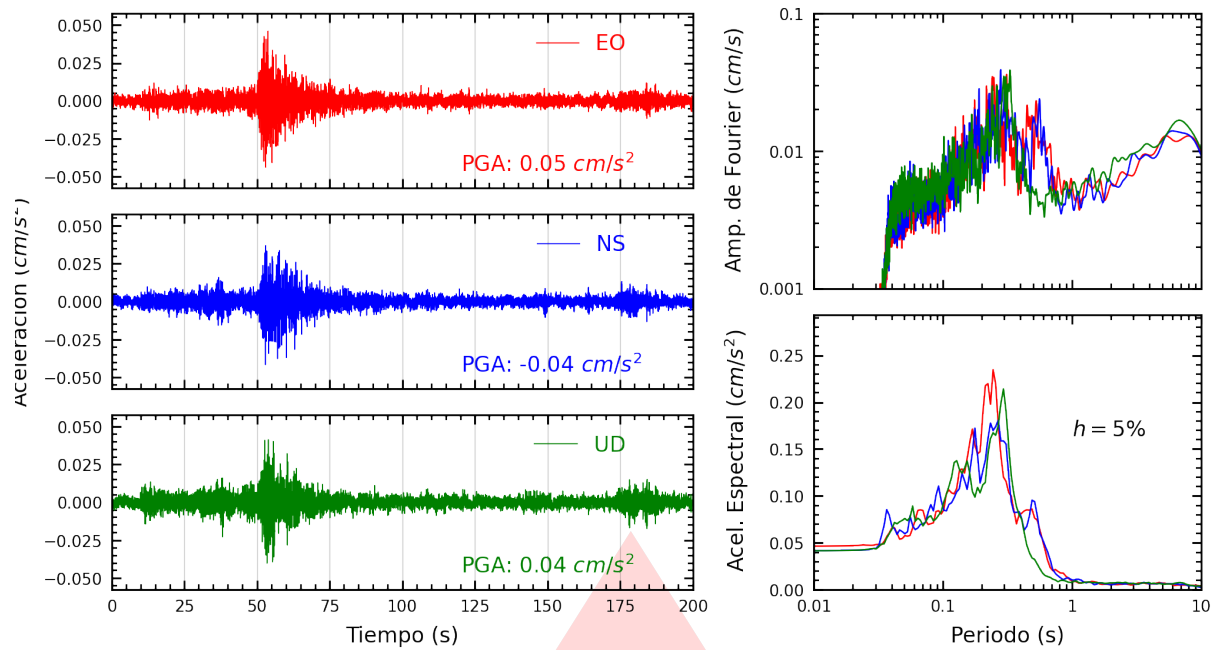 0.050
0.025
0.000
−0.025
−0.050
EO
PGA: 0.05 cm/s²
0.050
0.025
0.000
−0.025
−0.050
NS
PGA: -0.04 cm/s²
0.050
0.025
0.000
−0.025
−0.050
UD
PGA: 0.04 cm/s²
0 25 50 75 100 125 150 175 200
Tiempo (s)
Aceleracion (cm/s²)
0.1
0.01
0.001
Amp. de Fourier (cm/s)
0.25
0.20
0.15
0.10
0.05
0.00
Acel. Espectral (cm/s²)
h = 5%
0.01 0.1 1 10
Periodo (s)